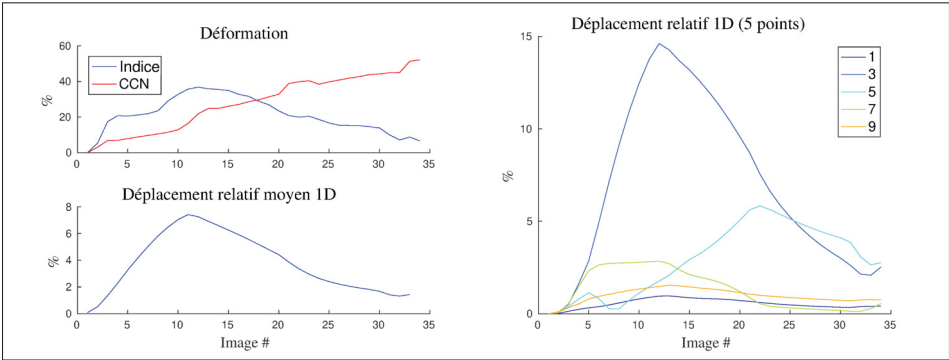 Déformation
60
40
20
0
%
Indice
CCN
0 5 10 15 20 25 30 35
Déplacement relatif moyen 1D
8
6
4
2
0
%
0 5 10 15 20 25 30 35
Image #
Déplacement relatif 1D (5 points)
15
10
5
0
%
1
3
5
7
9
0 5 10 15 20 25 30 35
Image #